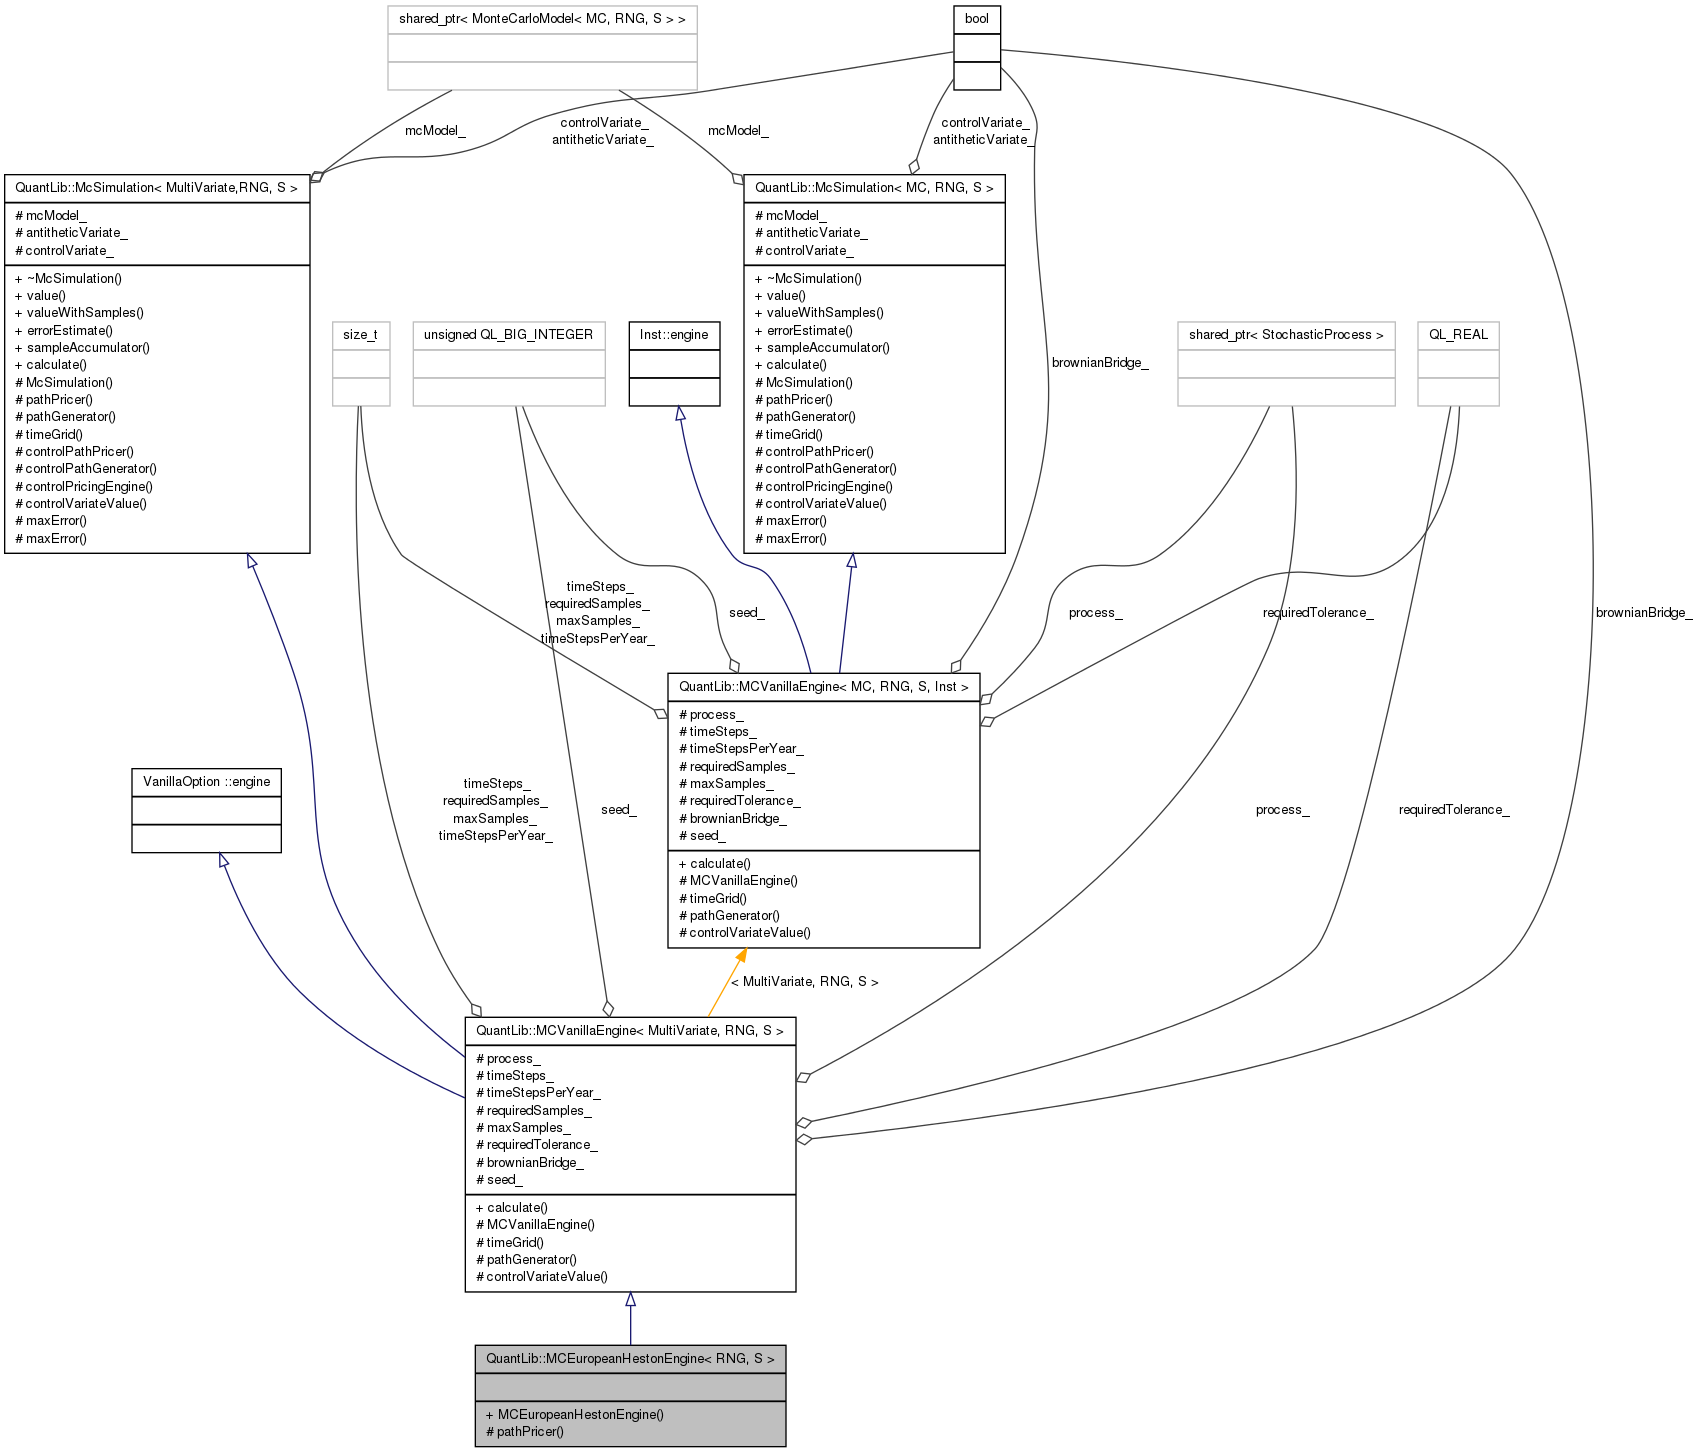 shared_ptr< MonteCarloModel< MC, RNG, S > >
bool
mcModel_
controlVariate_
antitheticVariate_
mcModel_
controlVariate_
antitheticVariate_
QuantLib::McSimulation< MultiVariate,RNG, S >
# mcModel_
# antitheticVariate_
# controlVariate_
+ ~McSimulation()
+ value()
+ valueWithSamples()
+ errorEstimate()
+ sampleAccumulator()
+ calculate()
# McSimulation()
# pathPricer()
# pathGenerator()
# timeGrid()
# controlPathPricer()
# controlPathGenerator()
# controlPricingEngine()
# controlVariateValue()
# maxError()
# maxError()
QuantLib::McSimulation< MC, RNG, S >
# mcModel_
# antitheticVariate_
# controlVariate_
+ ~McSimulation()
+ value()
+ valueWithSamples()
+ errorEstimate()
+ sampleAccumulator()
+ calculate()
# McSimulation()
# pathPricer()
# pathGenerator()
# timeGrid()
# controlPathPricer()
# controlPathGenerator()
# controlPricingEngine()
# controlVariateValue()
# maxError()
# maxError()
size_t
unsigned QL_BIG_INTEGER
Inst::engine
brownianBridge_
shared_ptr< StochasticProcess >
QL_REAL
timeSteps_
requiredSamples_
maxSamples_
timeStepsPerYear_
seed_
process_
requiredTolerance_
brownianBridge_
QuantLib::MCVanillaEngine< MC, RNG, S, Inst >
# process_
# timeSteps_
# timeStepsPerYear_
# requiredSamples_
# maxSamples_
# requiredTolerance_
# brownianBridge_
# seed_
+ calculate()
# MCVanillaEngine()
# timeGrid()
# pathGenerator()
# controlVariateValue()
VanillaOption ::engine
timeSteps_
requiredSamples_
maxSamples_
timeStepsPerYear_
seed_
process_
requiredTolerance_
< MultiVariate, RNG, S >
QuantLib::MCVanillaEngine< MultiVariate, RNG, S >
# process_
# timeSteps_
# timeStepsPerYear_
# requiredSamples_
# maxSamples_
# requiredTolerance_
# brownianBridge_
# seed_
+ calculate()
# MCVanillaEngine()
# timeGrid()
# pathGenerator()
# controlVariateValue()
QuantLib::MCEuropeanHestonEngine< RNG, S >
+ MCEuropeanHestonEngine()
# pathPricer()